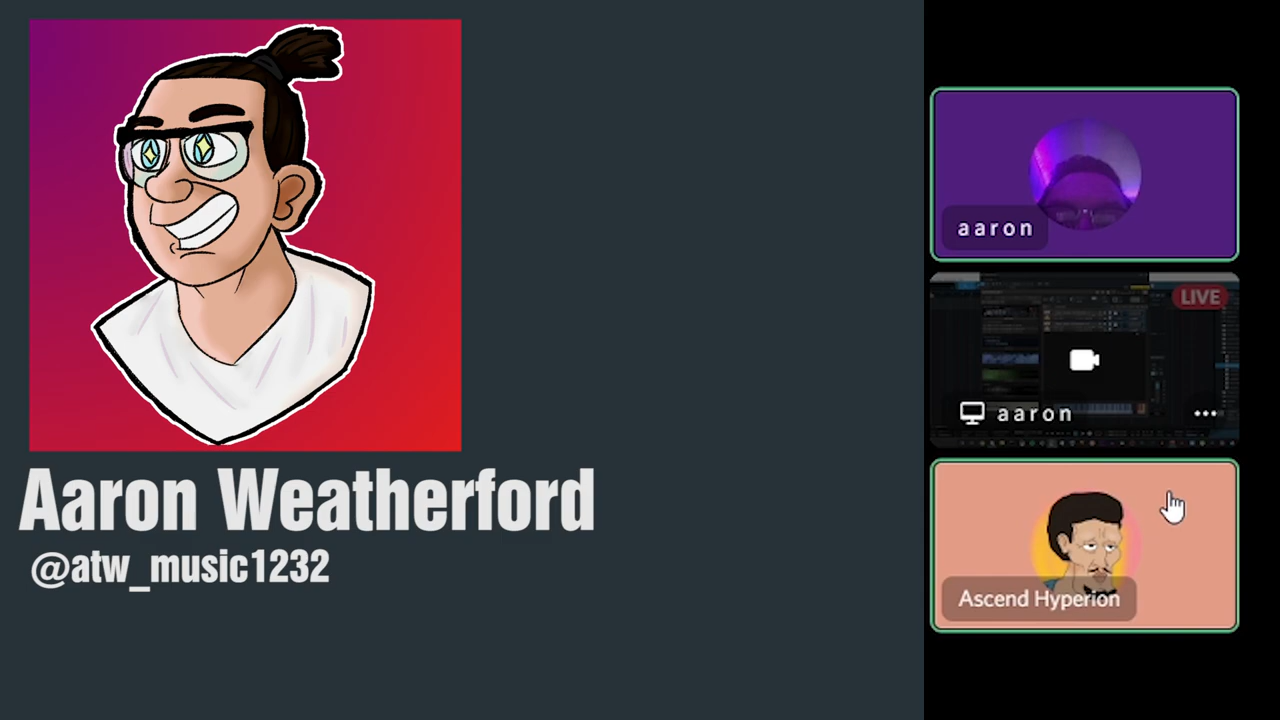 Aaron Weatherford
@atw_music1232
aaron
LIVE
aaron
Ascend Hyperion